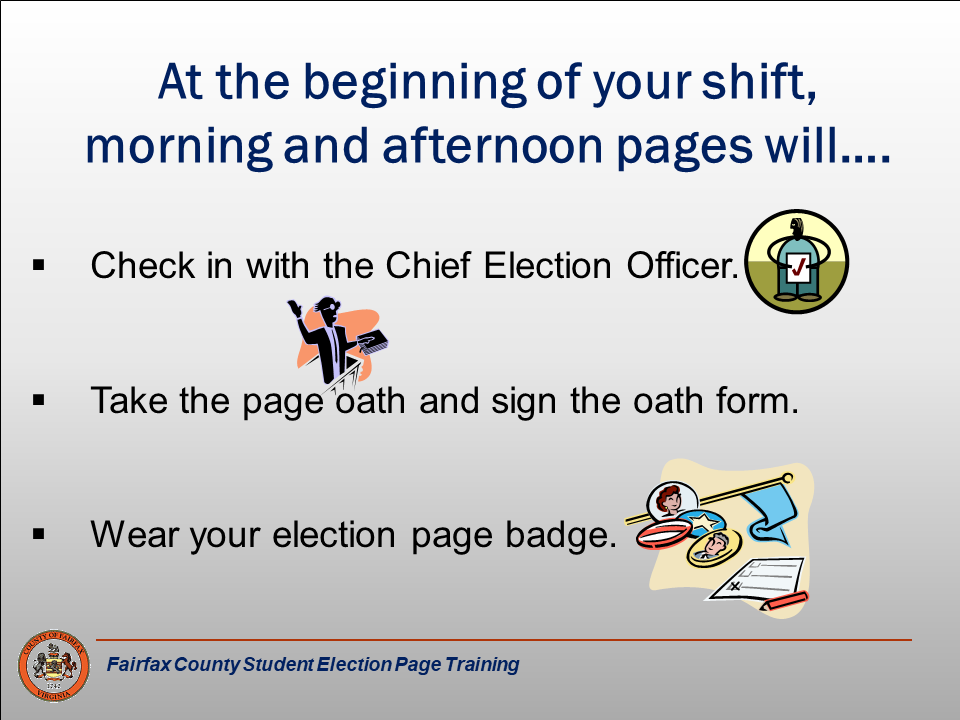 At the beginning of your shift,
morning and afternoon pages will....
▪ Check in with the Chief Election Officer.
▪ Take the page oath and sign the oath form.
▪ Wear your election page badge.
COUNTY OF FAIRFAX
1742
VIRGINIA
Fairfax County Student Election Page Training